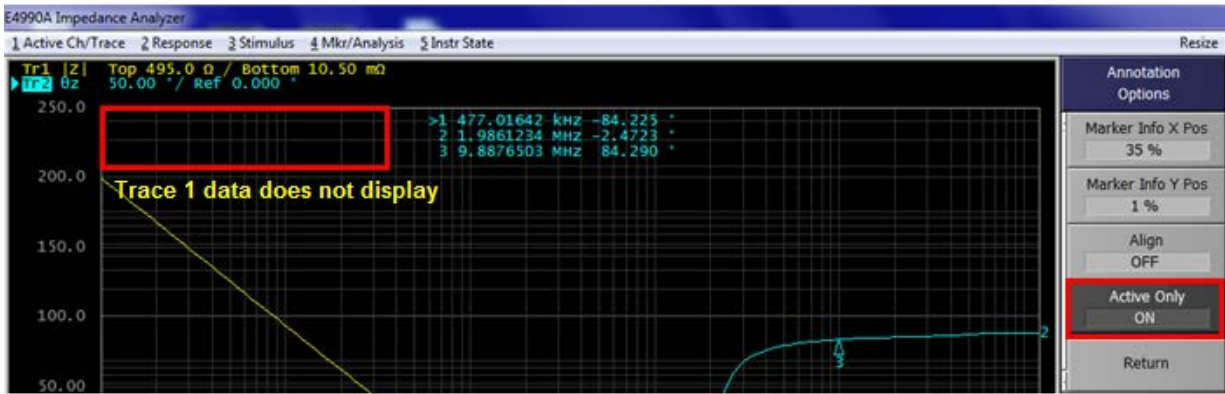 E4990A Impedance Analyzer
1 Active Ch/Trace 2 Response 3 Stimulus 4 Mkr/Analysis 5 Instr State Resize
Tr1 |Z| Top 495.0 Ω / Bottom 10.50 mΩ
Tr2 θz 50.00 °/ Ref 0.000 °
250.0
>1 477.01642 kHz -84.225 °
2 1.9861234 MHz -2.4723 °
3 9.8876503 MHz 84.290 °
200.0
Trace 1 data does not display
150.0
100.0
2
3
50.00
Annotation
Options
Marker Info X Pos
35 %
Marker Info Y Pos
1 %
Align
OFF
Active Only
ON
Return